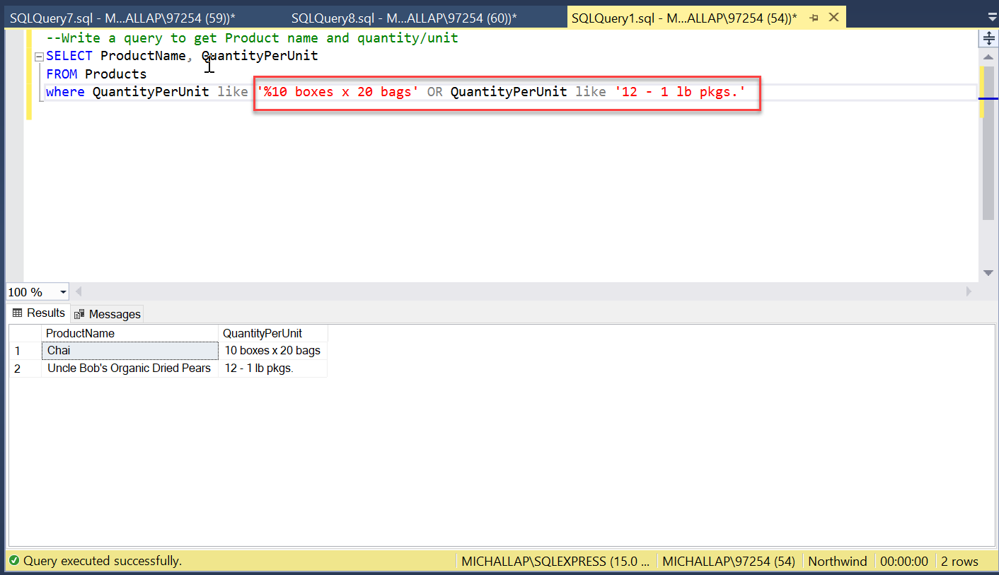 SQLQuery7.sql - M...ALLAP\97254 (59))* SQLQuery8.sql - M...ALLAP\97254 (60))* SQLQuery1.sql - M...ALLAP\97254 (54))*
--Write a query to get Product name and quantity/unit
SELECT ProductName, QuantityPerUnit
FROM Products
where QuantityPerUnit like '%10 boxes x 20 bags' OR QuantityPerUnit like '12 - 1 lb pkgs.'
100 %
Results Messages
ProductName QuantityPerUnit
1 Chai 10 boxes x 20 bags
2 Uncle Bob's Organic Dried Pears 12 - 1 lb pkgs.
Query executed successfully. MICHALLAP\SQLEXPRESS (15.0 ... MICHALLAP\97254 (54) Northwind 00:00:00 2 rows